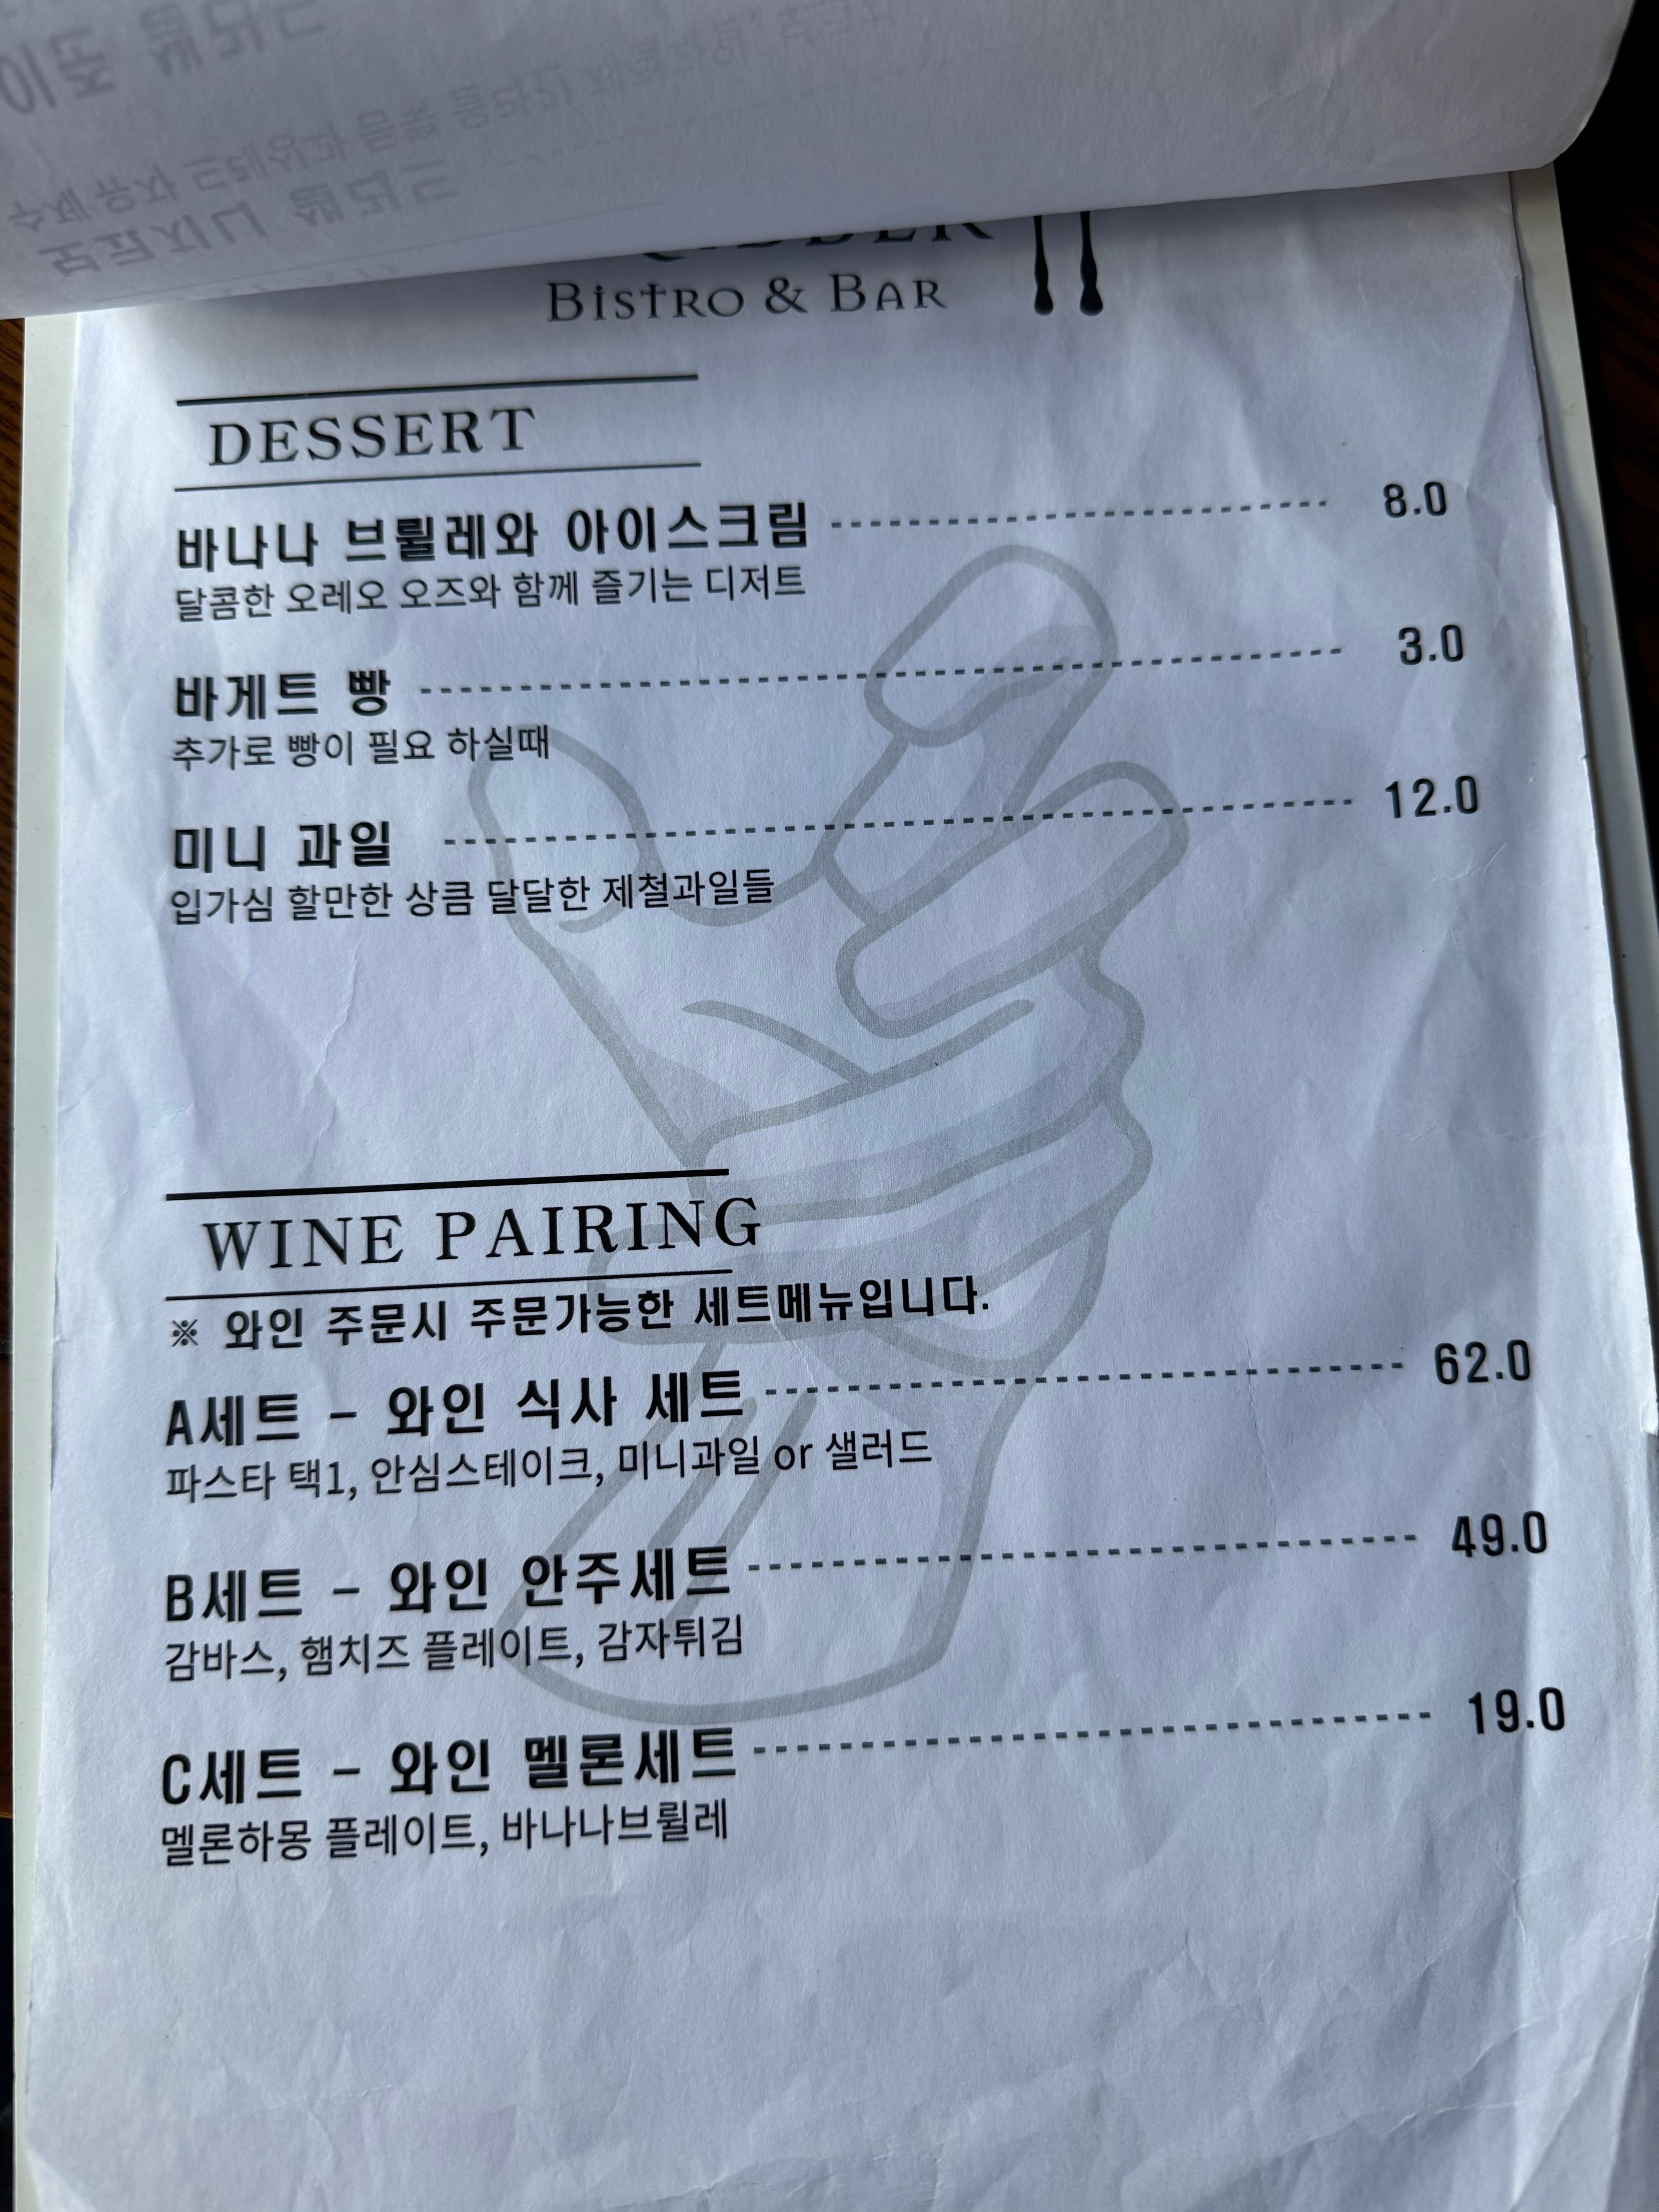 BISTRO & BAR
DESSERT
바나나 브륄레와 아이스크림 8.0
달콤한 오레오 오즈와 함께 즐기는 디저트
바게트 빵 3.0
추가로 빵이 필요 하실때
미니 과일 12.0
입가심 할만한 상큼 달달한 제철과일들
WINE PAIRING
※ 와인 주문시 주문가능한 세트메뉴입니다.
A세트 - 와인 식사 세트 62.0
파스타 택1, 안심스테이크, 미니과일 or 샐러드
B세트 - 와인 안주세트 49.0
감바스, 햄치즈 플레이트, 감자튀김
C세트 - 와인 멜론세트 19.0
멜론하몽 플레이트, 바나나브륄레